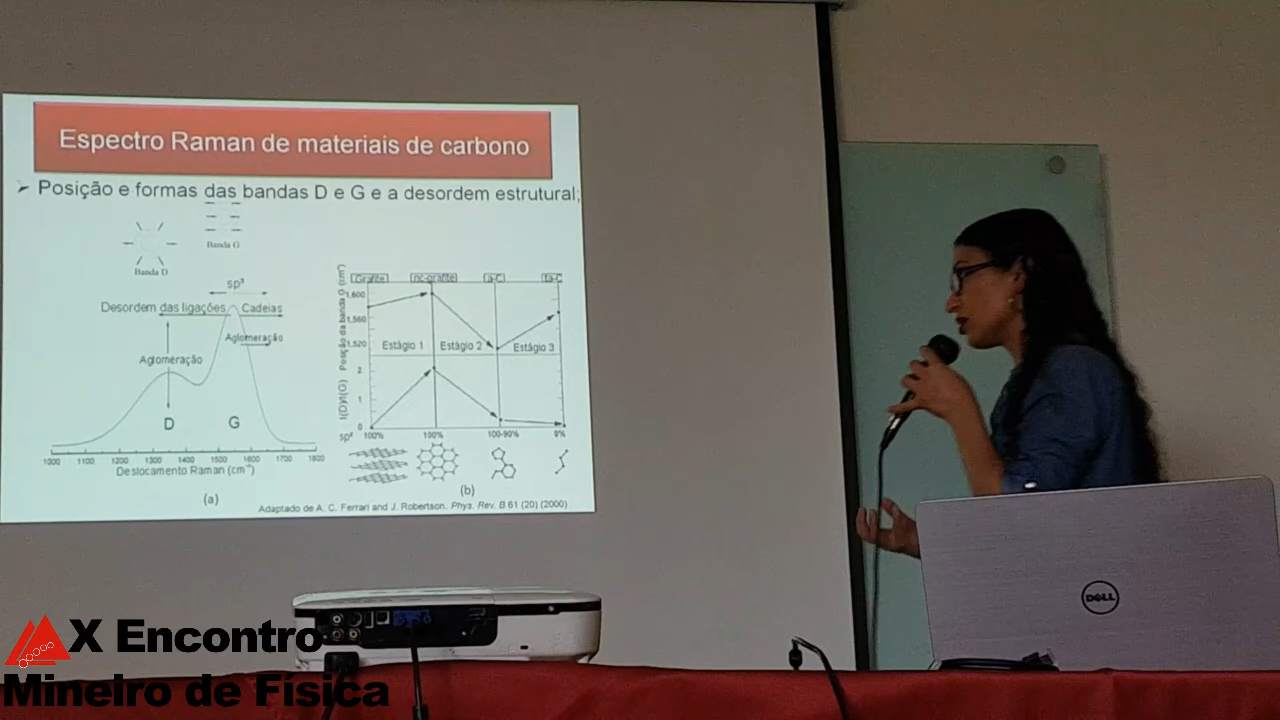 Espectro Raman de materiais de carbono
➢ Posição e formas das bandas D e G e a desordem estrutural;
Banda G
Banda D
sp³
Desordem das ligações
Cadeias
Aglomeração
Aglomeração
D
G
1000 1100 1200 1300 1400 1500 1600 1700 1800
Deslocamento Raman (cm⁻¹)
(a)
Grafite nc-grafite a-C ta-C
Posição da banda G (cm⁻¹)
1,600
1,560
1,520
Estágio 1 Estágio 2 Estágio 3
I(D)/I(G)
2
1
0
sp² 100% 100% 100-90% 0%
(b)
Adaptado de A. C. Ferrari and J. Robertson. Phys. Rev. B 61 (20) (2000)
DELL
X Encontro
Mineiro de Física